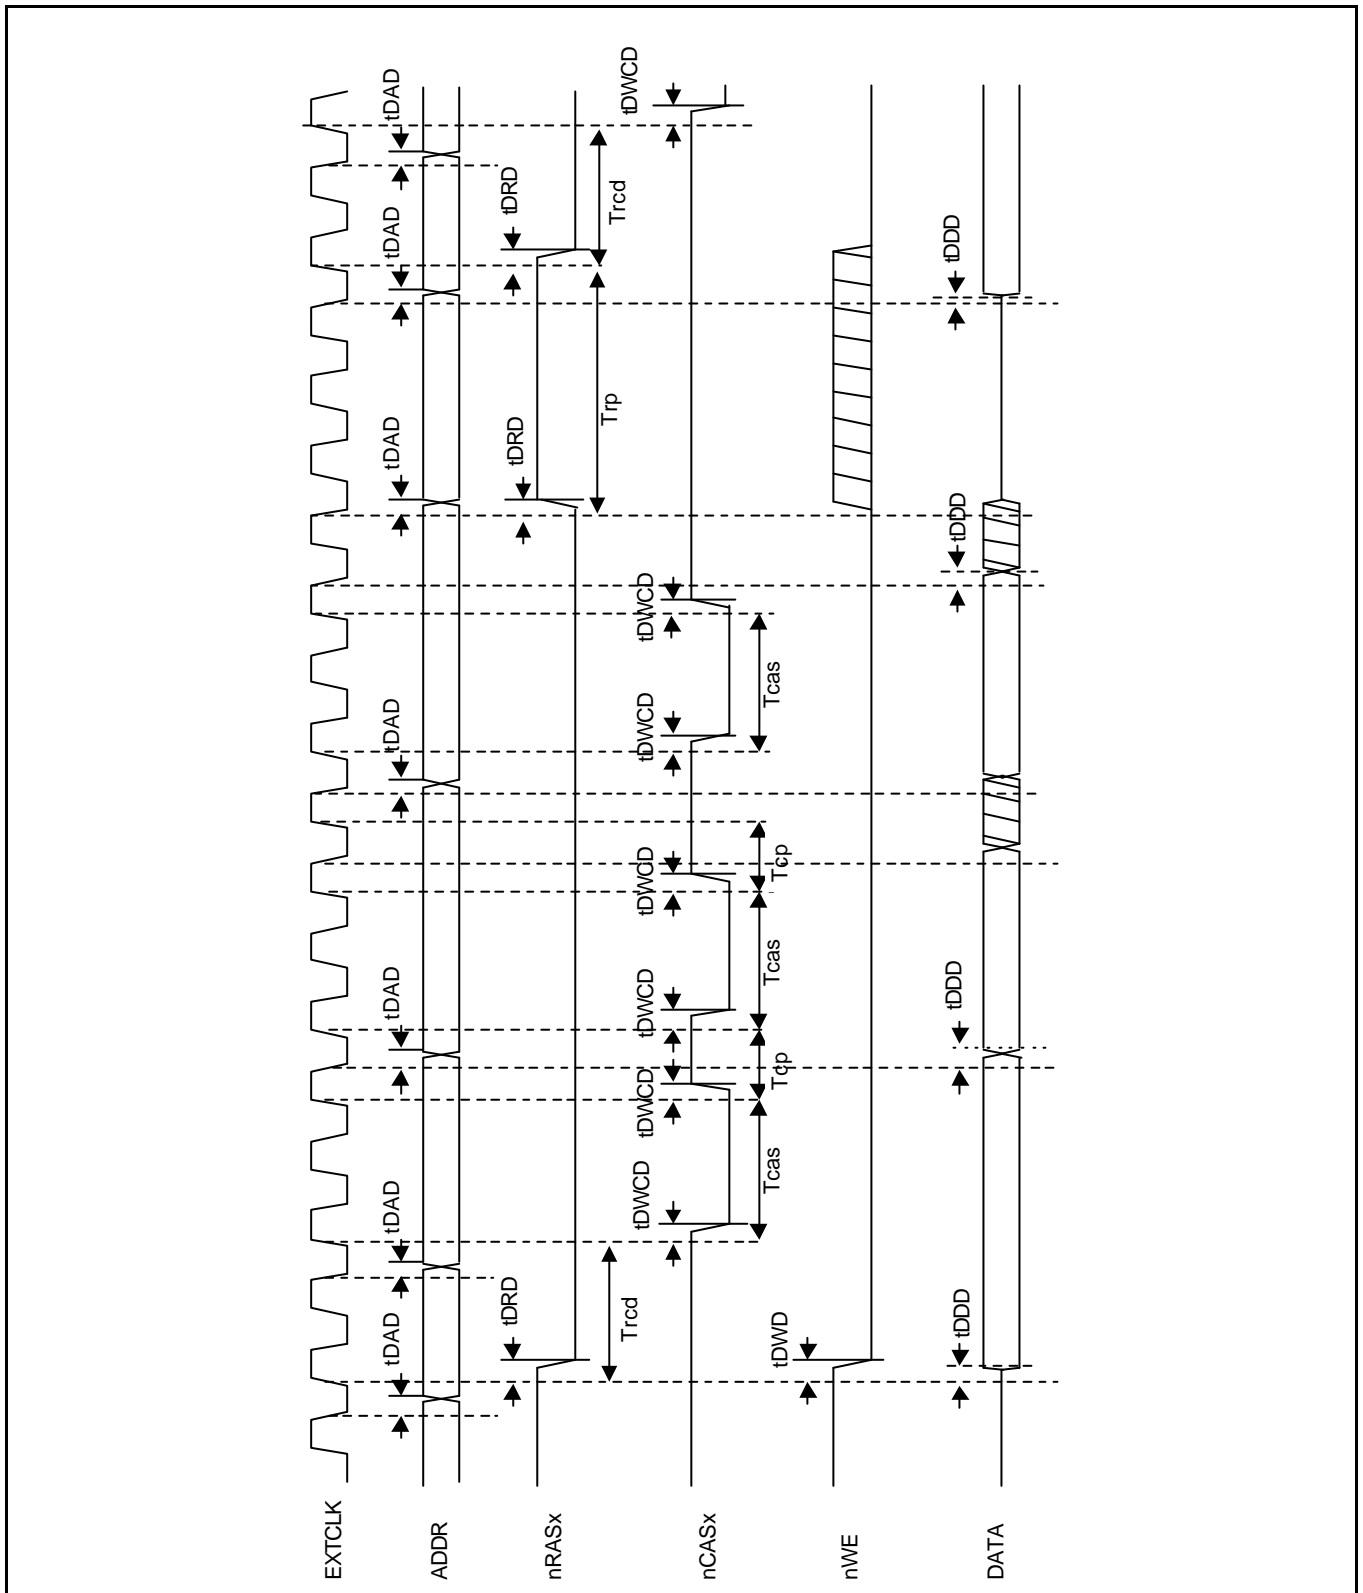 EXTCLK
tDAD tDAD tDAD tDAD tDAD tDAD tDAD
ADDR
tDRD tDRD tDRD
nRASx
Trcd Trp Trcd
tDWCD tDWCD tDWCD tDWCD tDWCD tDWCD tDWCD
nCASx
Tcas Tcp Tcas Tcp Tcas
tDWD
nWE
tDDD tDDD tDDD tDDD
DATA